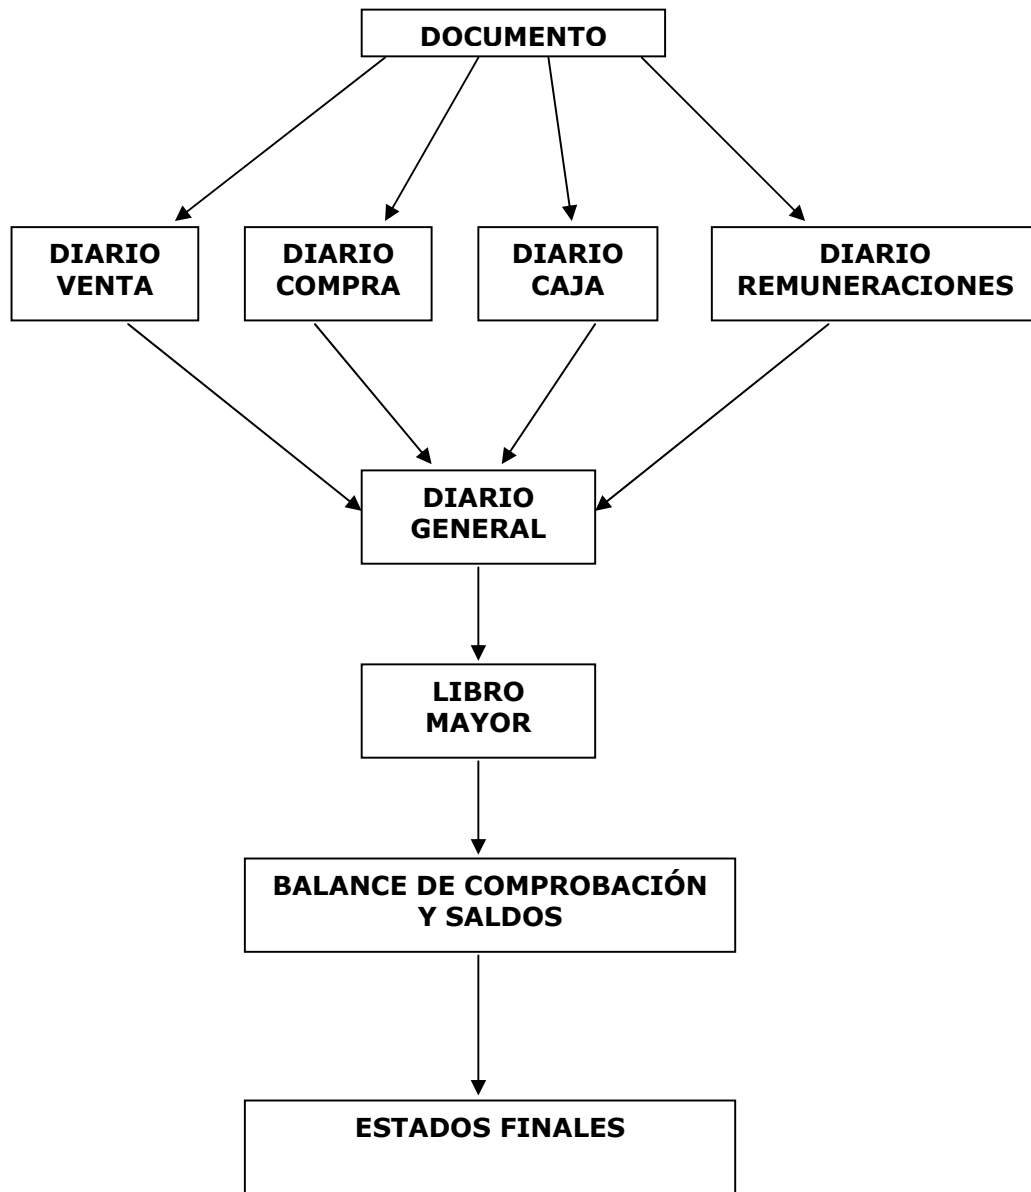 DOCUMENTO
DIARIO
VENTA
DIARIO
COMPRA
DIARIO
CAJA
DIARIO
REMUNERACIONES
DIARIO
GENERAL
LIBRO
MAYOR
BALANCE DE COMPROBACIÓN
Y SALDOS
ESTADOS FINALES